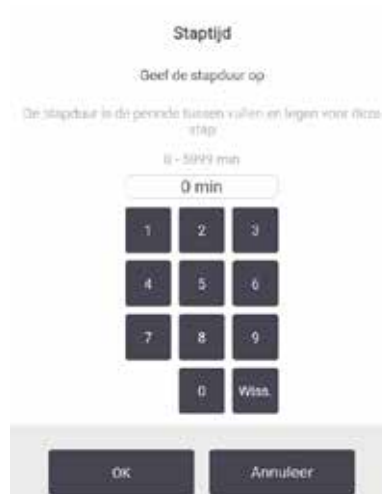 Staptijd
Geef de stapduur op
De stapduur is de periode tussen vullen en legen voor deze
stap
0 - 5999 min
0 min
1 2 3
4 5 6
7 8 9
0 Wiss.
OK Annuleer